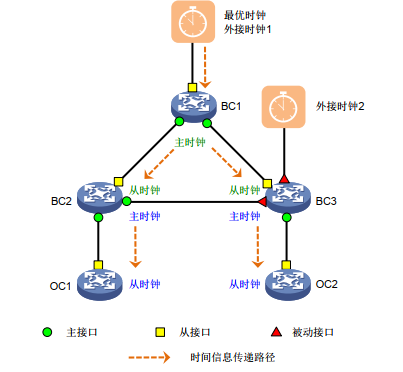 最优时钟
外接时钟1
BC1
外接时钟2
主时钟
从时钟
从时钟
BC2
BC3
主时钟
主时钟
OC1
从时钟
从时钟
OC2
主接口
从接口
被动接口
时间信息传递路径